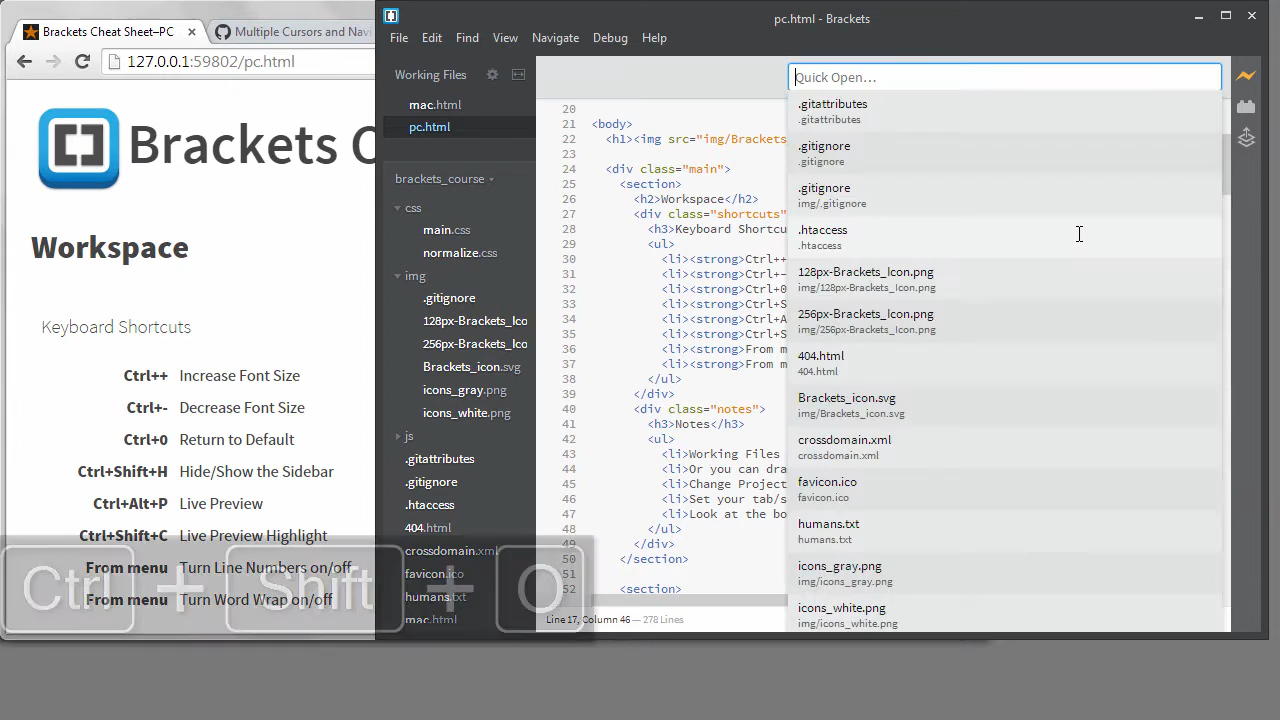 Brackets Cheat Sheet–PC
Multiple Cursors and Navi
127.0.0.1:59802/pc.html
Brackets C
Workspace
Keyboard Shortcuts
Ctrl++ Increase Font Size
Ctrl+- Decrease Font Size
Ctrl+0 Return to Default
Ctrl+Shift+H Hide/Show the Sidebar
Ctrl+Alt+P Live Preview
Ctrl+Shift+C Live Preview Highlight
From menu Turn Line Numbers on/off
From menu Turn Word Wrap on/off
Ctrl + Shift + O
pc.html - Brackets
File Edit Find View Navigate Debug Help
Working Files
mac.html
pc.html
brackets_course
css
main.css
normalize.css
img
.gitignore
128px-Brackets_Ico
256px-Brackets_Ico
Brackets_icon.svg
icons_gray.png
icons_white.png
js
.gitattributes
.gitignore
.htaccess
404.html
crossdomain.xml
favicon.ico
humans.txt
mac.html
20
21 <body>
22 <h1><img src="img/Brackets
23
24 <div class="main">
25 <section>
26 <h2>Workspace</h2>
27 <div class="shortcuts"
28 <h3>Keyboard Shortcu
29 <ul>
30 <li><strong>Ctrl++
31 <li><strong>Ctrl+-
32 <li><strong>Ctrl+0
33 <li><strong>Ctrl+S
34 <li><strong>Ctrl+A
35 <li><strong>Ctrl+S
36 <li><strong>From m
37 <li><strong>From m
38 </ul>
39 </div>
40 <div class="notes">
41 <h3>Notes</h3>
42 <ul>
43 <li>Working Files
44 <li>Or you can dra
45 <li>Change Project
46 <li>Set your tab/s
47 <li>Look at the bo
48 </ul>
49 </div>
50 </section>
51
52 <section>
Line 17, Column 46 — 278 Lines
Quick Open…
.gitattributes
.gitattributes
.gitignore
.gitignore
.gitignore
img/.gitignore
.htaccess
.htaccess
128px-Brackets_Icon.png
img/128px-Brackets_Icon.png
256px-Brackets_Icon.png
img/256px-Brackets_Icon.png
404.html
404.html
Brackets_icon.svg
img/Brackets_icon.svg
crossdomain.xml
crossdomain.xml
favicon.ico
favicon.ico
humans.txt
humans.txt
icons_gray.png
img/icons_gray.png
icons_white.png
img/icons_white.png